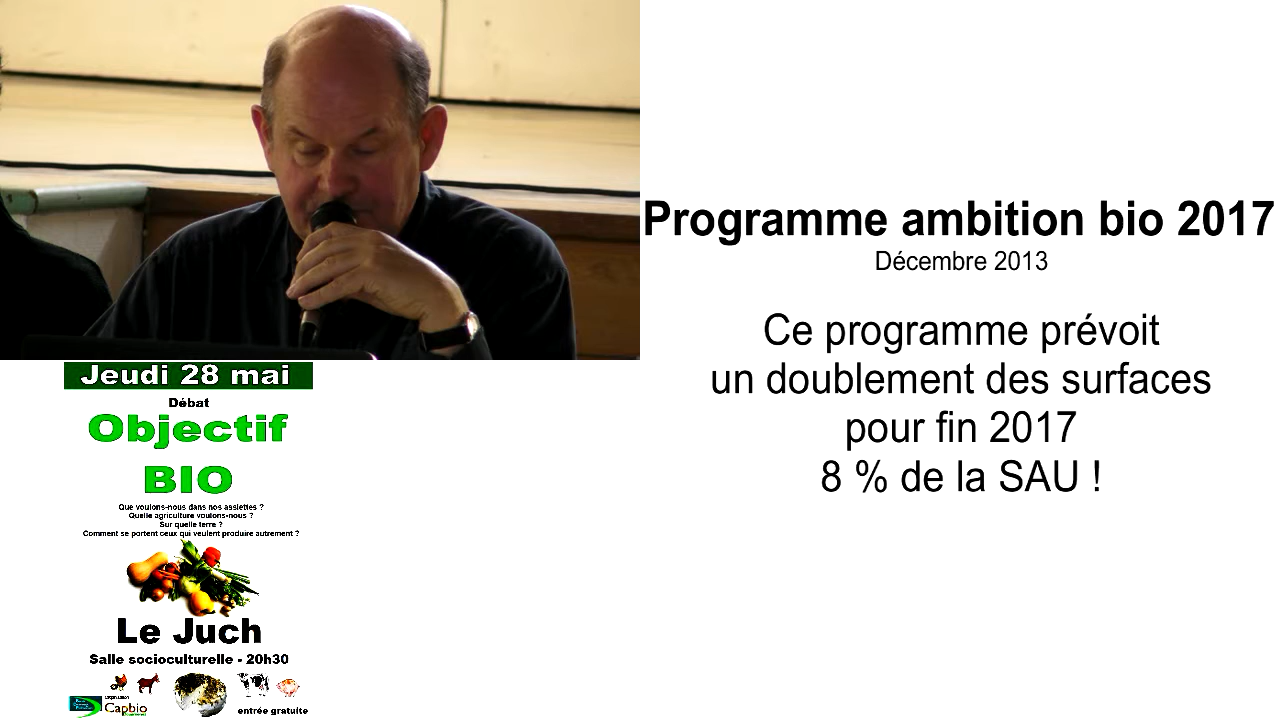 Programme ambition bio 2017
Décembre 2013
Ce programme prévoit
un doublement des surfaces
pour fin 2017
8 % de la SAU !
Jeudi 28 mai
Débat
Objectif
BIO
Que voulons-nous dans nos assiettes ?
Quelle agriculture voulons-nous ?
Sur quelle terre ?
Comment se portent ceux qui veulent produire autrement ?
Le Juch
Salle socioculturelle - 20h30
Capbio
entrée gratuite